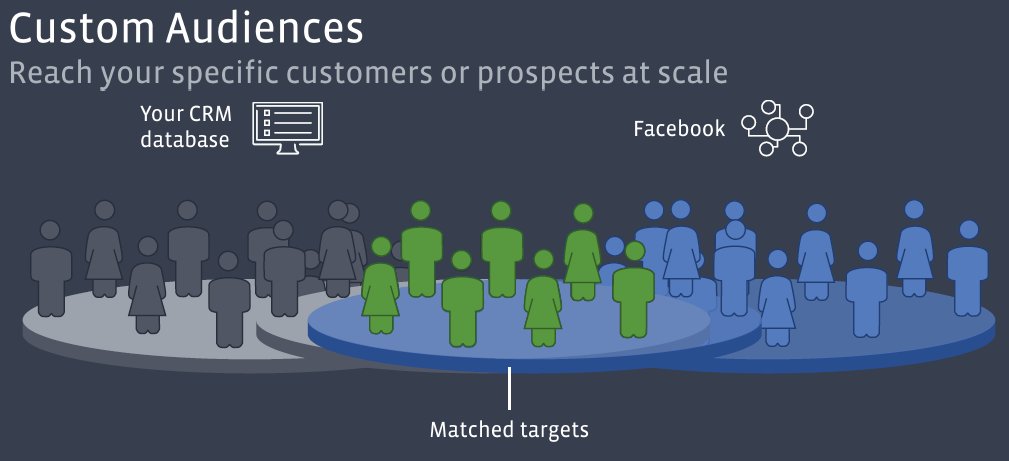 Custom Audiences
Reach your specific customers or prospects at scale
Your CRM
database
Facebook
Matched targets